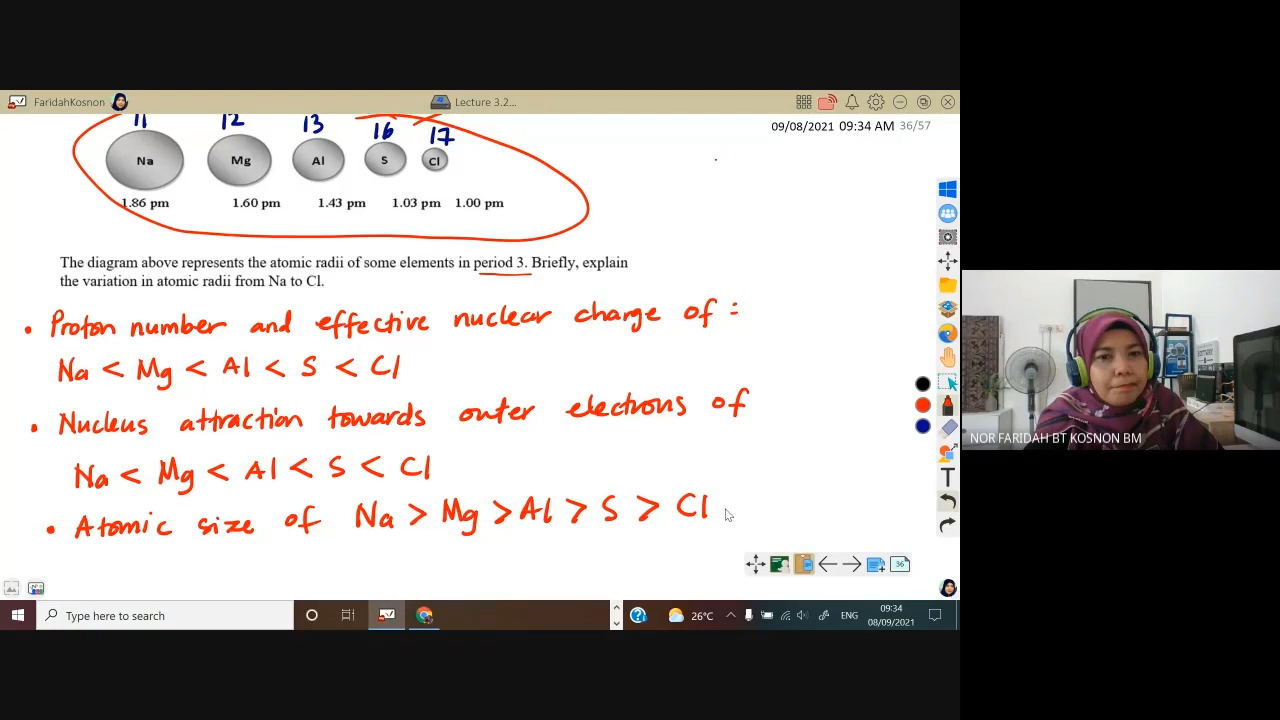 FaridahKosnon
Lecture 3.2...
09/08/2021 09:34 AM 36/57
11 12 13 16 17
Na Mg Al S Cl
1.86 pm 1.60 pm 1.43 pm 1.03 pm 1.00 pm
The diagram above represents the atomic radii of some elements in period 3. Briefly, explain
the variation in atomic radii from Na to Cl.
• Proton number and effective nuclear charge of :
Na < Mg < Al < S < Cl
• Nucleus attraction towards outer electrons of
Na < Mg < Al < S < Cl
• Atomic size of Na > Mg > Al > S > Cl
NOR FARIDAH BT KOSNON BM
T
36
Type here to search
26°C
ENG
09:34
08/09/2021